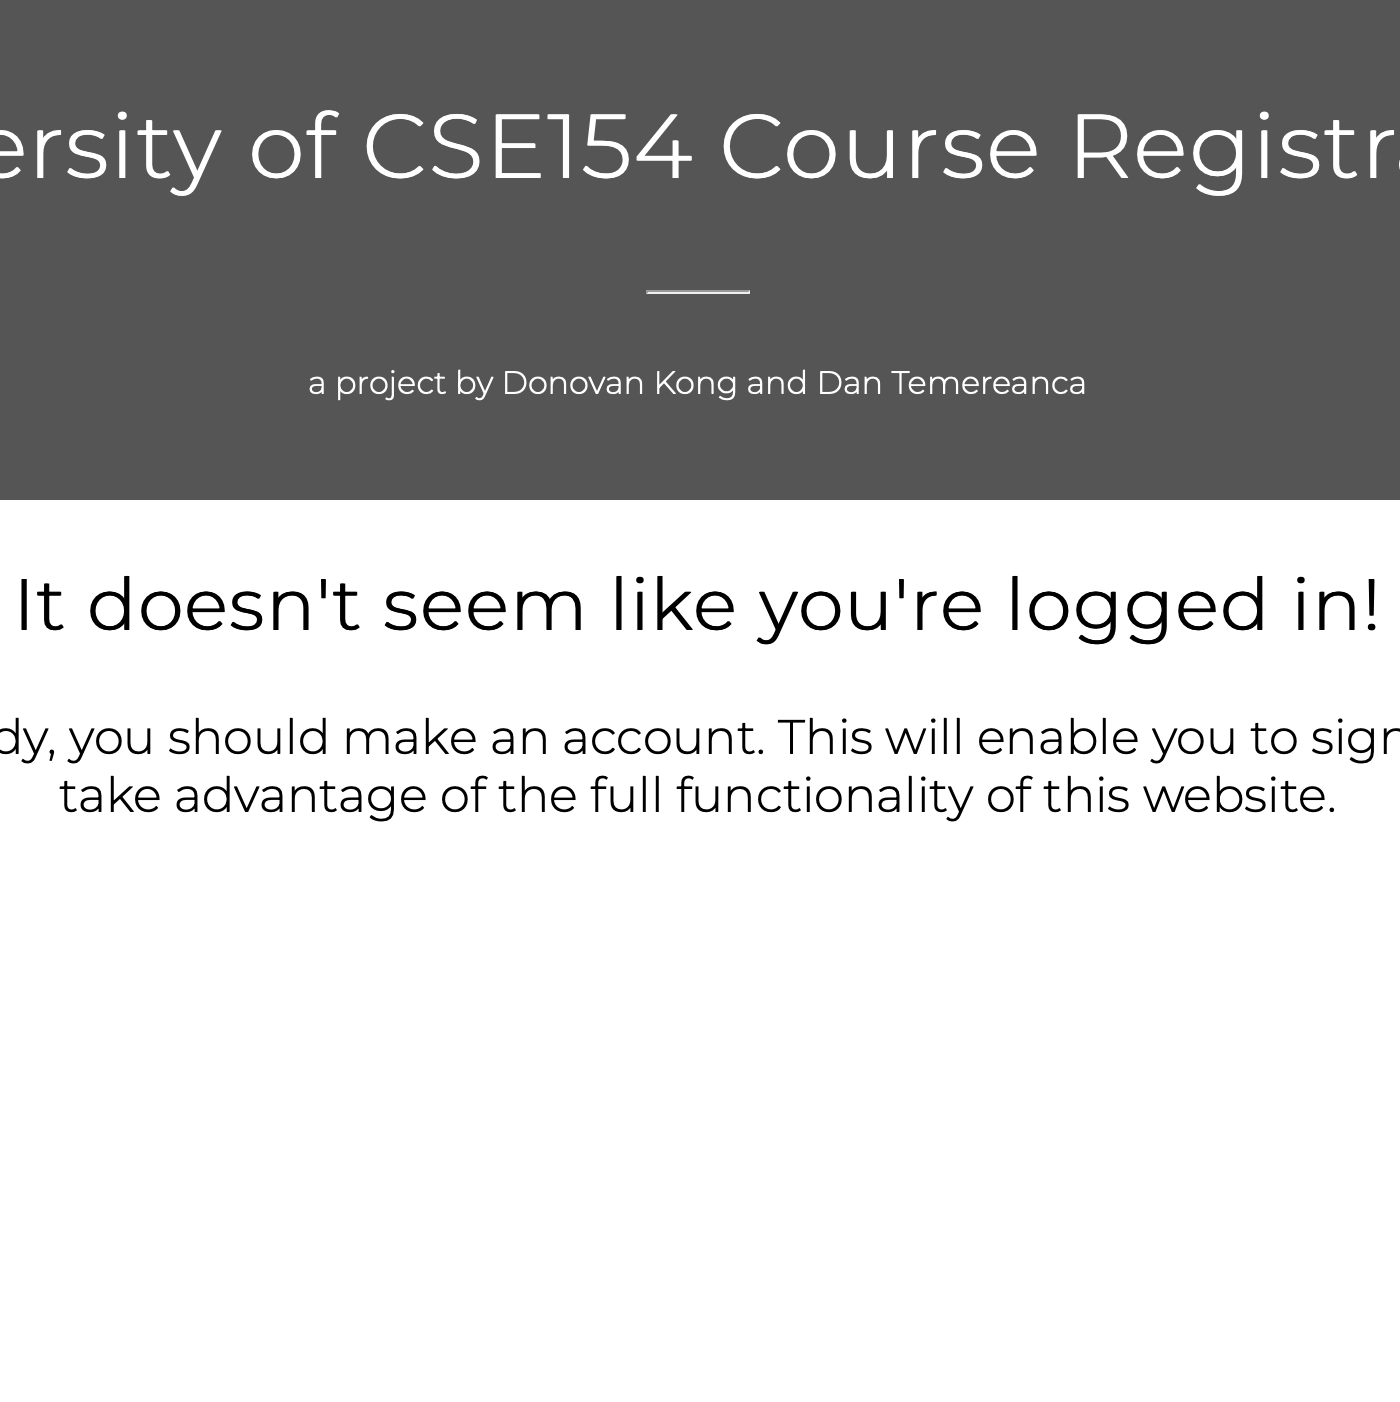 ersity of CSE154 Course Registr
a project by Donovan Kong and Dan Temereanca
It doesn't seem like you're logged in!
dy, you should make an account. This will enable you to sign
take advantage of the full functionality of this website.